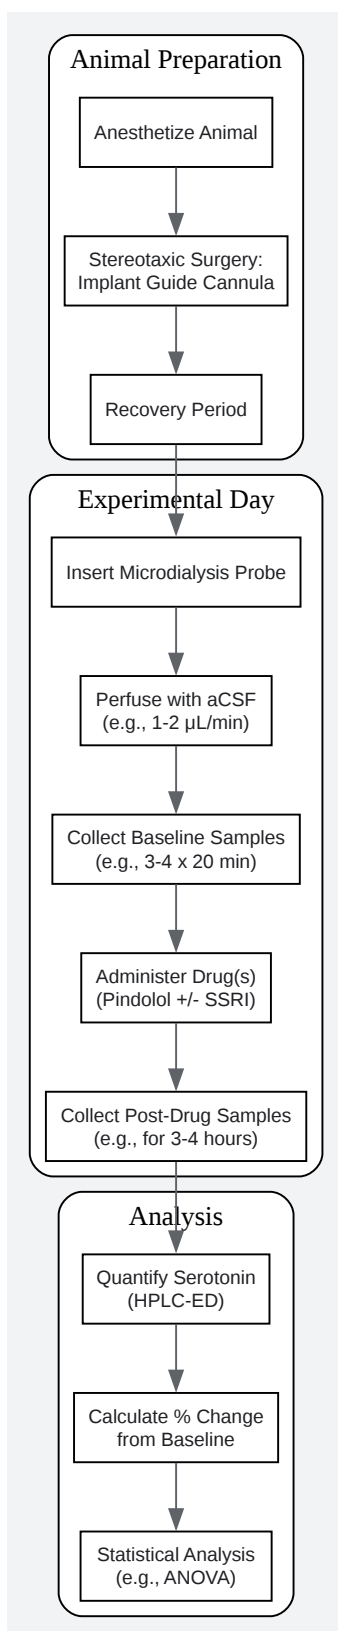 Animal Preparation
Anesthetize Animal
Stereotaxic Surgery:
Implant Guide Cannula
Recovery Period
Experimental Day
Insert Microdialysis Probe
Perfuse with aCSF
(e.g., 1-2 μL/min)
Collect Baseline Samples
(e.g., 3-4 x 20 min)
Administer Drug(s)
(Pindolol +/- SSRI)
Collect Post-Drug Samples
(e.g., for 3-4 hours)
Analysis
Quantify Serotonin
(HPLC-ED)
Calculate % Change
from Baseline
Statistical Analysis
(e.g., ANOVA)